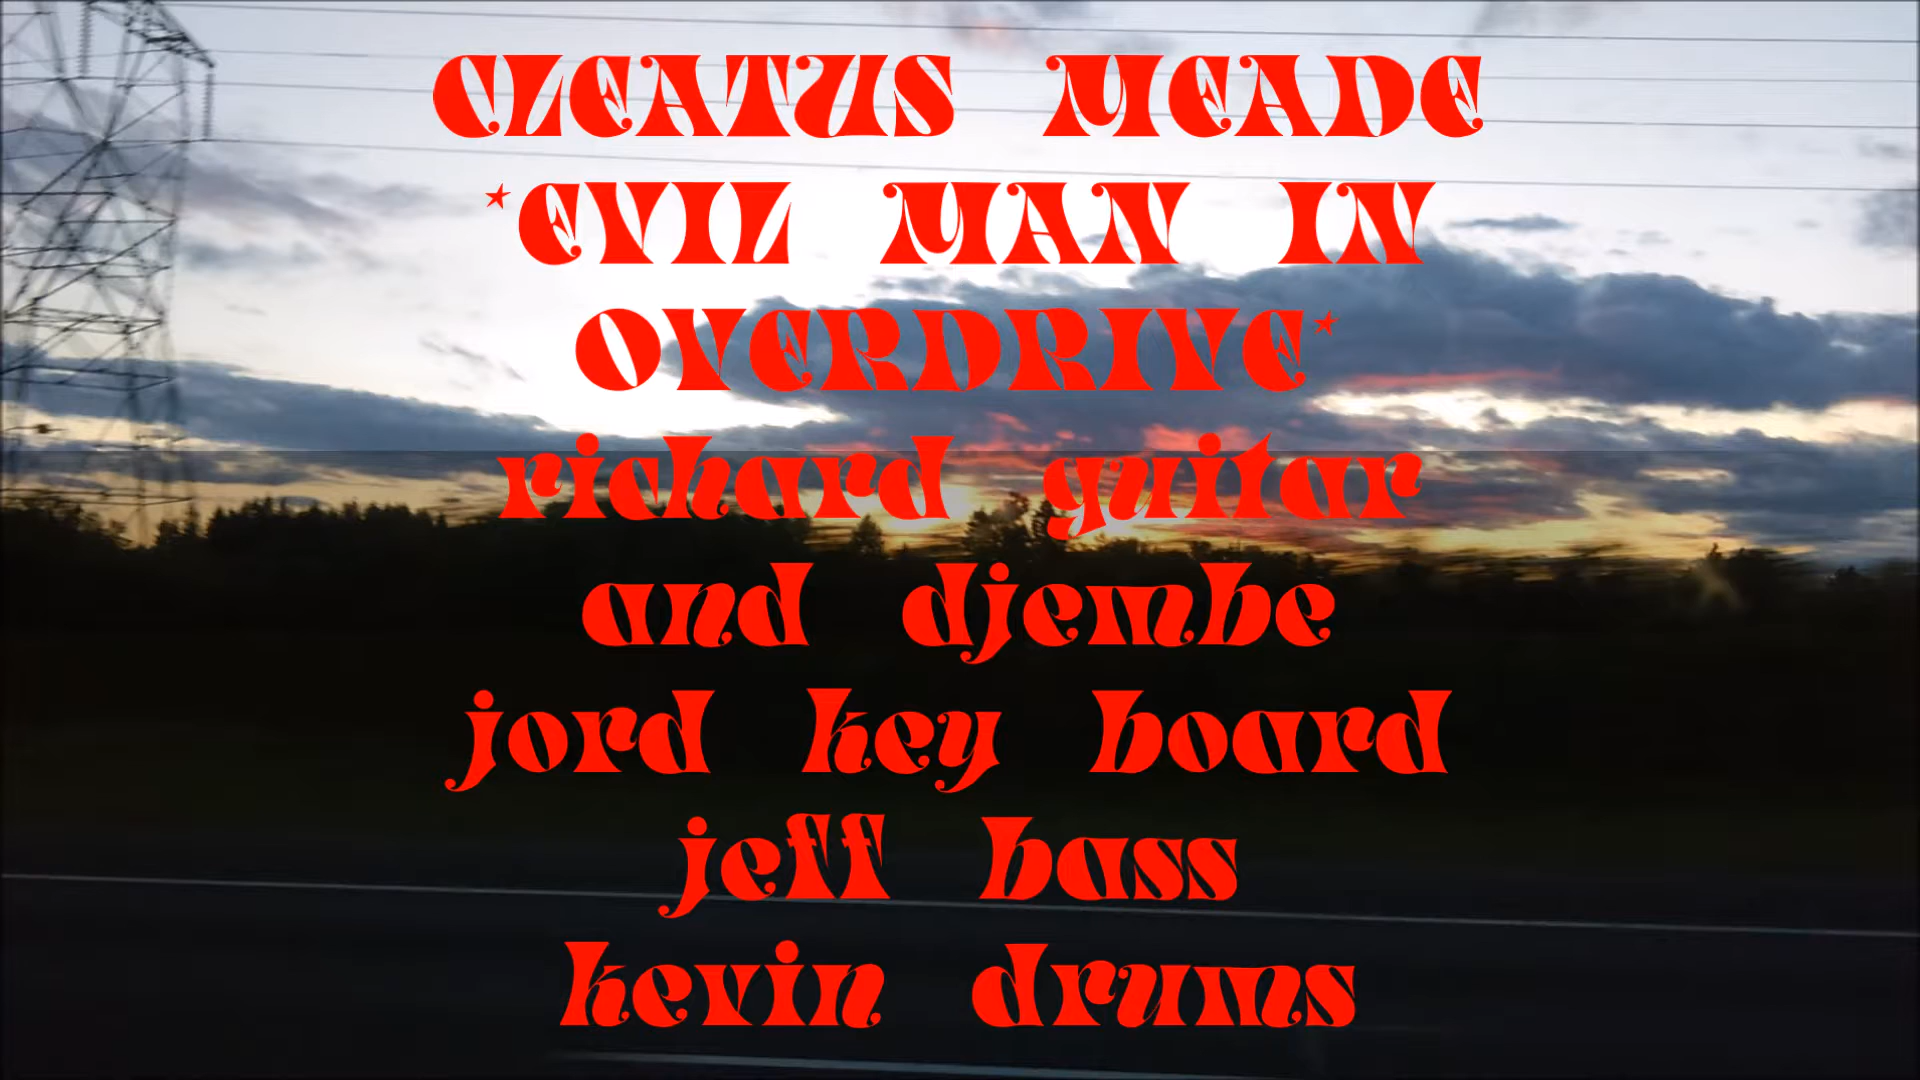 CLEATUS MEADE
*EVIL MAN IN
OVERDRIVE*
richard guitar
and djembe
jord key board
jeff bass
kevin drums